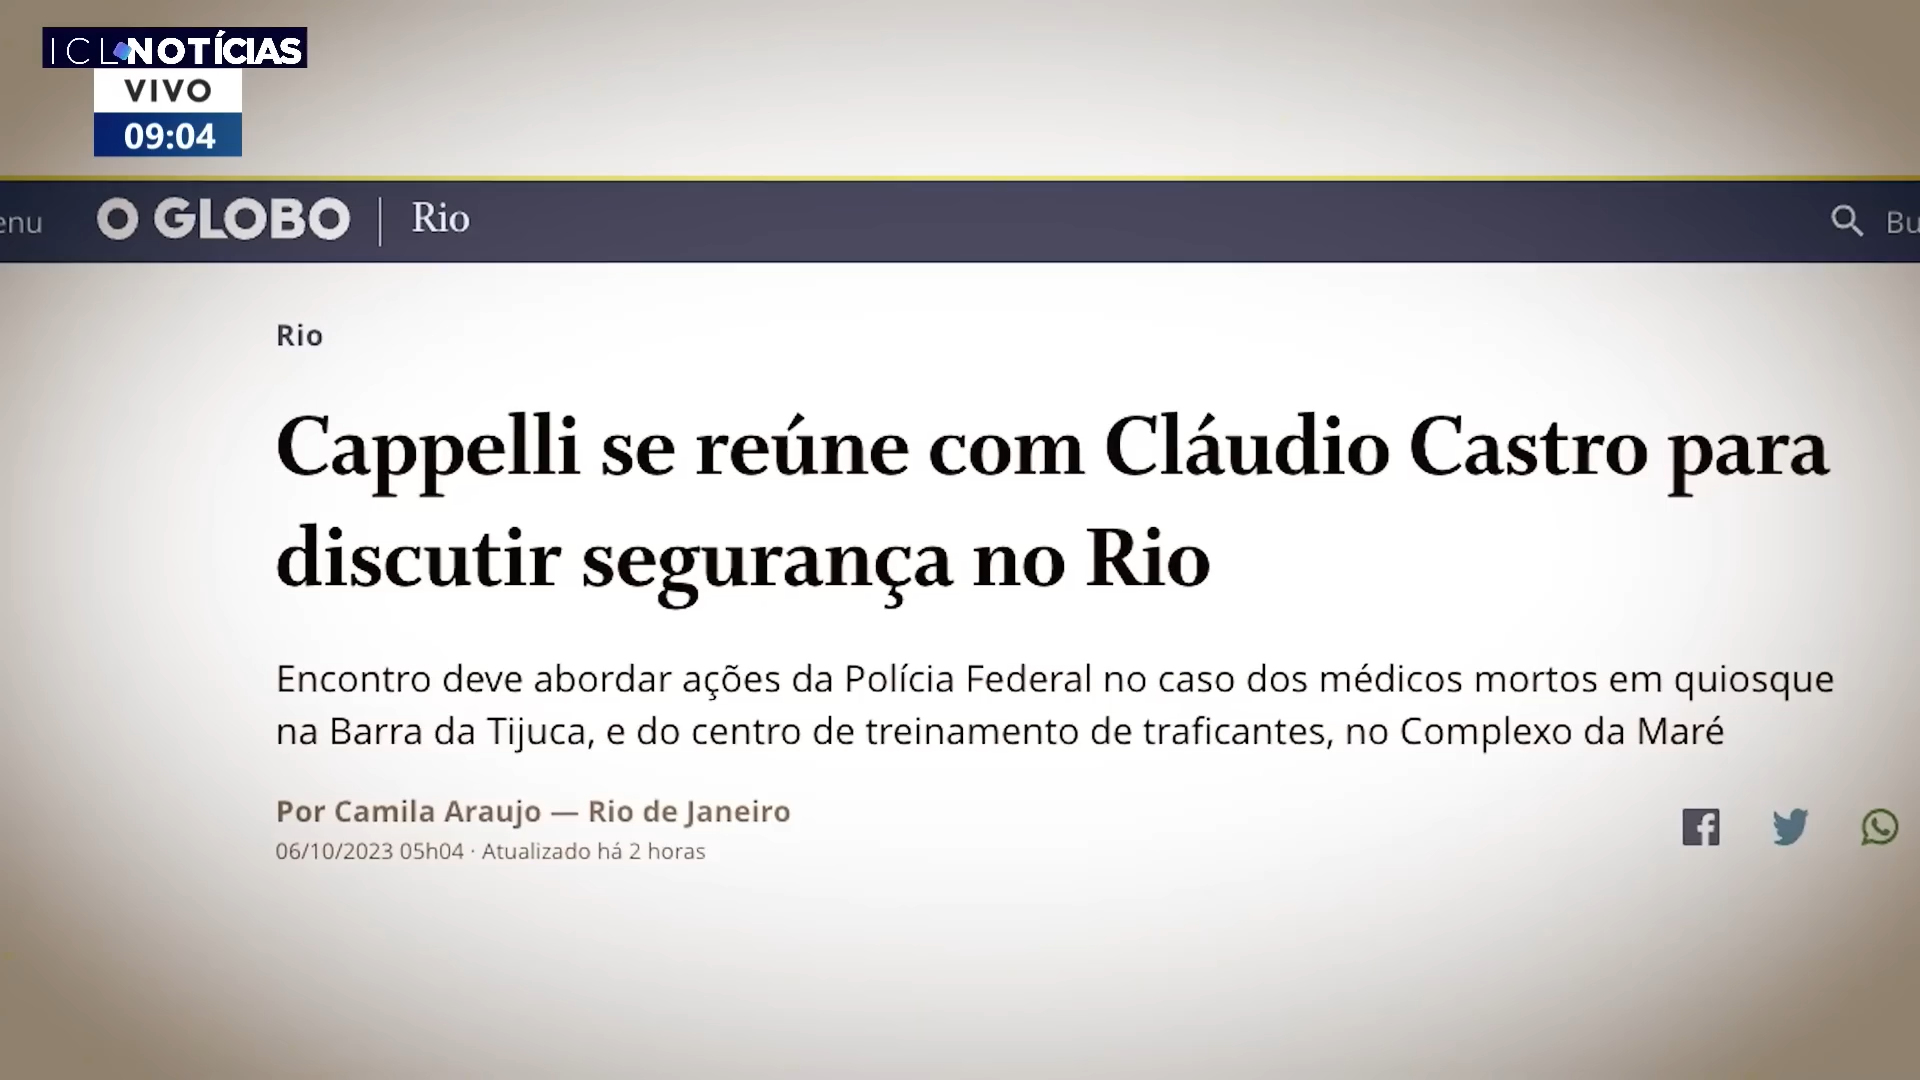 ICL NOTÍCIAS
VIVO
09:04
enu
O GLOBO
Rio
Bu
Rio
Cappelli se reúne com Cláudio Castro para
discutir segurança no Rio
Encontro deve abordar ações da Polícia Federal no caso dos médicos mortos em quiosque
na Barra da Tijuca, e do centro de treinamento de traficantes, no Complexo da Maré
Por Camila Araujo — Rio de Janeiro
06/10/2023 05h04 · Atualizado há 2 horas